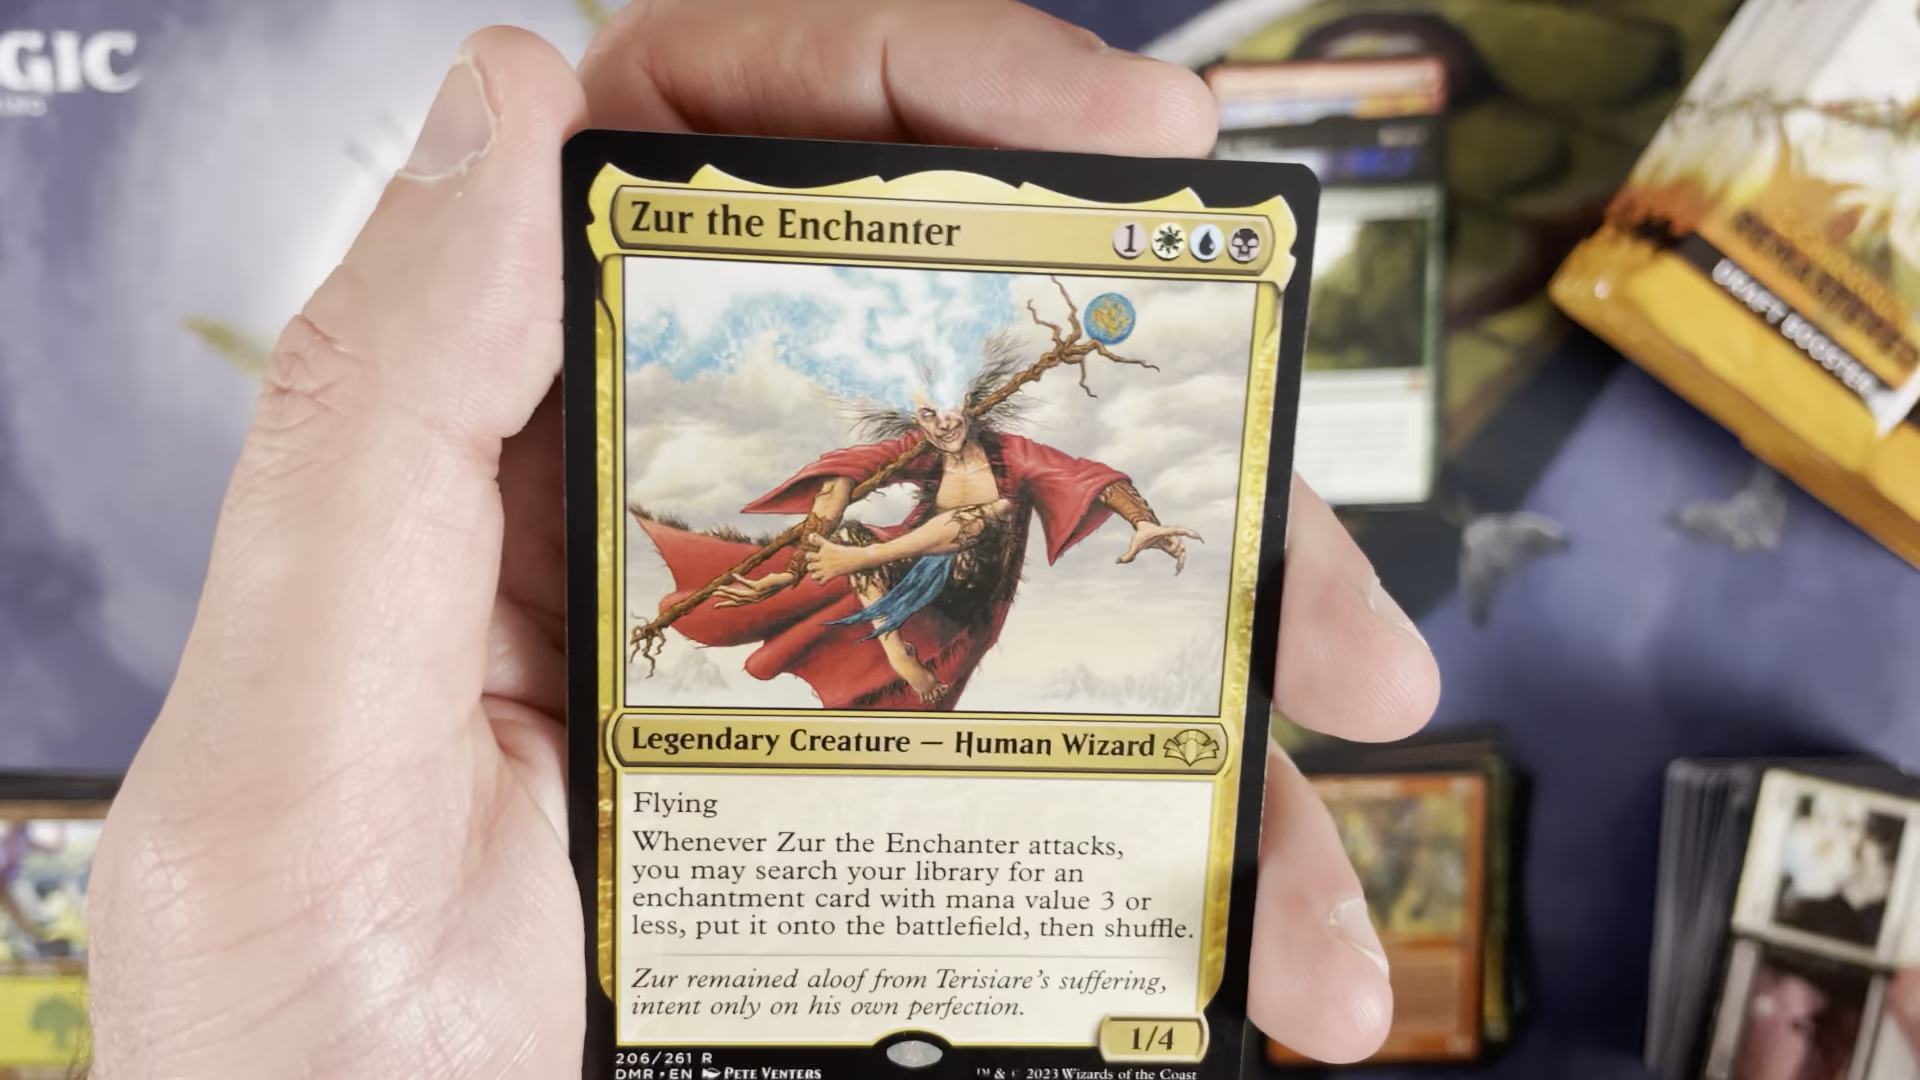 GIC
Zur the Enchanter
1
DRAFT BOOSTER
Legendary Creature — Human Wizard
Flying
Whenever Zur the Enchanter attacks,
you may search your library for an
enchantment card with mana value 3 or
less, put it onto the battlefield, then shuffle.
Zur remained aloof from Terisiare's suffering,
intent only on his own perfection.
1/4
206/261 R
DMR • EN PETE VENTERS
™ & © 2023 Wizards of the Coast